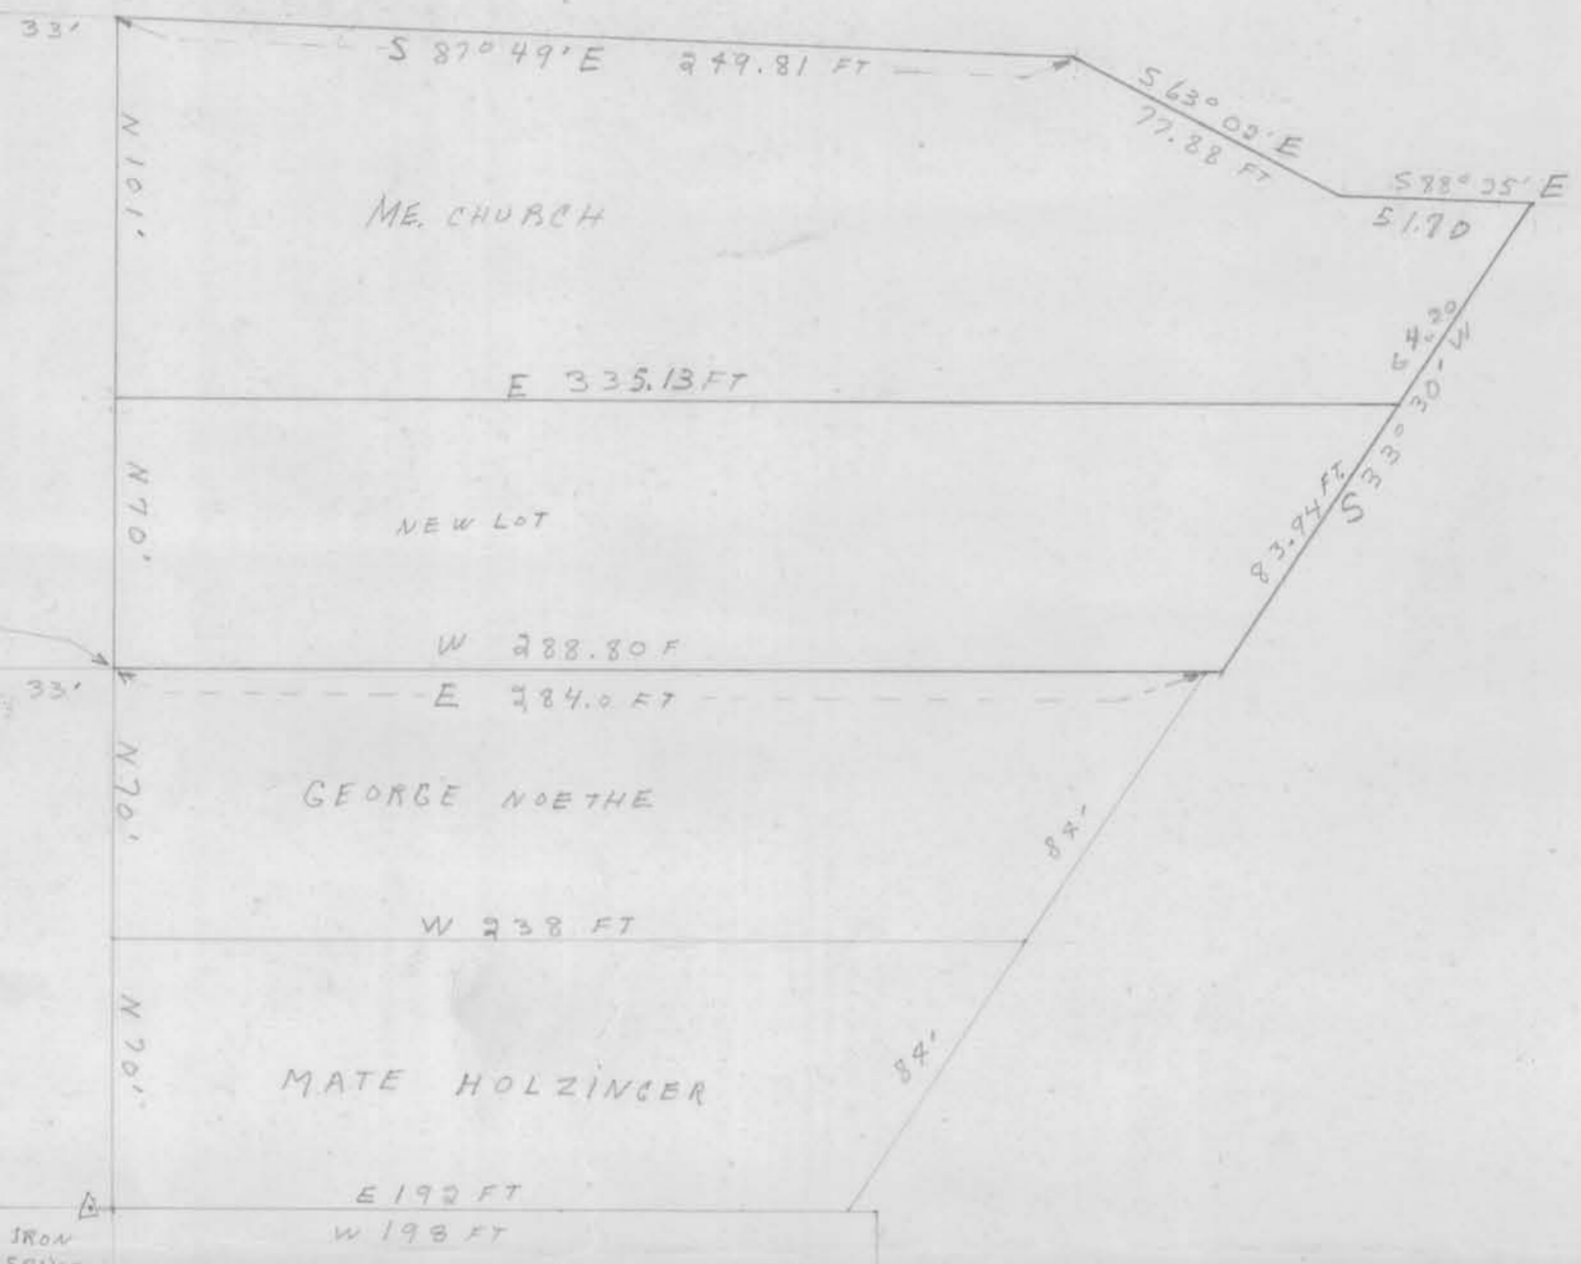 33'
S 87° 49' E 249.81 FT
S 63° 02' E
77.88 FT
S 88° 25' E
51.70
N 101'
ME. CHURCH
64.20
S 33° 30' W
E 335.13 FT
83.94 FT.
N 70'
NEW LOT
W 288.80 F
33'
E 284.0 FT
N 70'
GEORGE NOETHE
84'
W 238 FT
N 70'
84'
MATE HOLZINGER
E 192 FT
W 198 FT
IRON